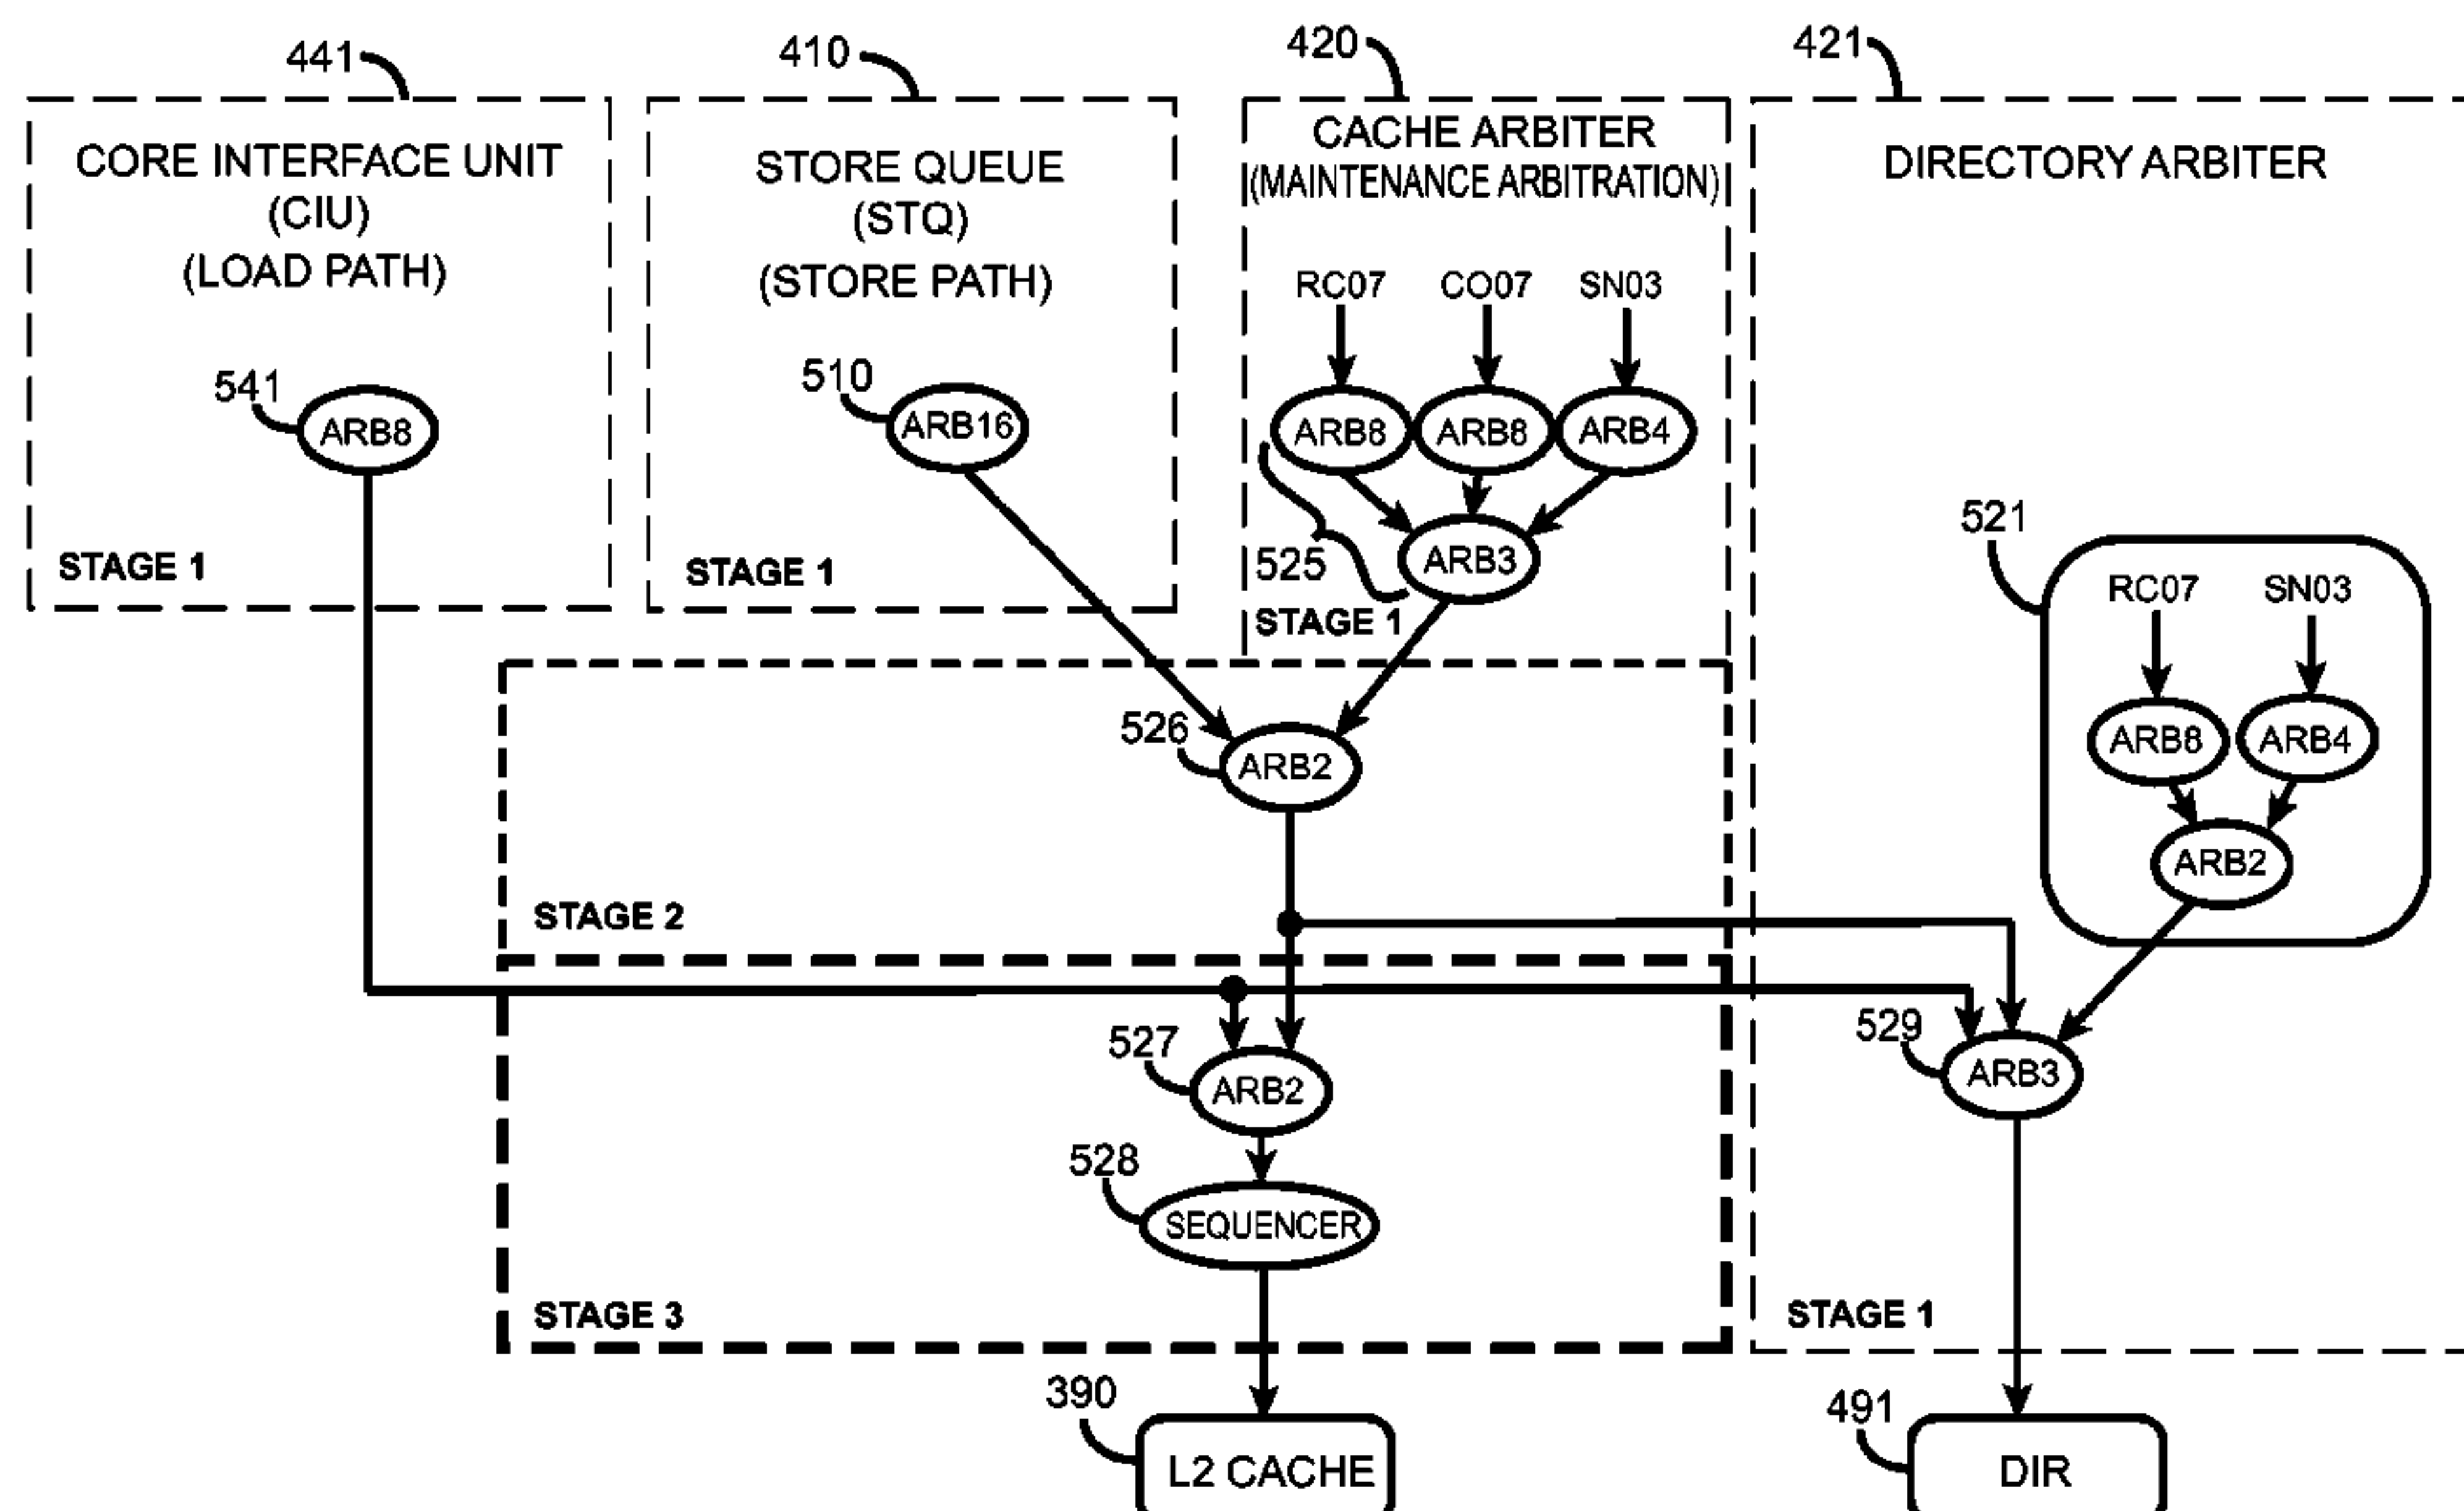 441
410
420
421
CORE INTERFACE UNIT
(CIU)
(LOAD PATH)
541
ARB8
STAGE 1
STORE QUEUE
(STQ)
(STORE PATH)
510
ARB16
STAGE 1
CACHE ARBITER
(MAINTENANCE ARBITRATION)
RC07 CO07 SN03
ARB8 ARB8 ARB4
525
ARB3
STAGE 1
DIRECTORY ARBITER
521
RC07 SN03
ARB8 ARB4
ARB2
526
ARB2
STAGE 2
527
ARB2
528
SEQUENCER
STAGE 3
529
ARB3
STAGE 1
390
L2 CACHE
491
DIR